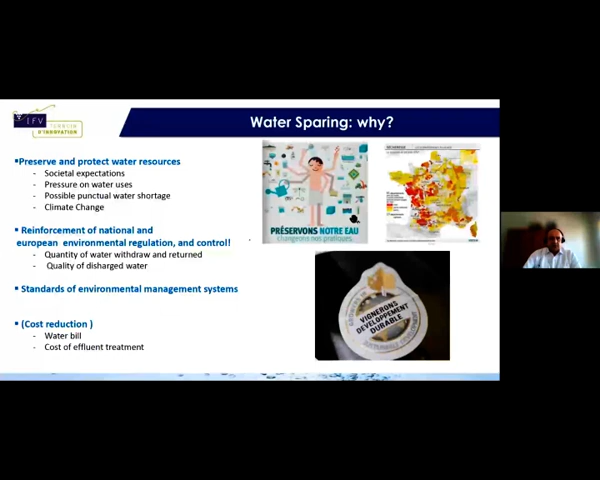 IFV
TERROIR
D'INNOVATION
Water Sparing: why?
▪Preserve and protect water resources
- Societal expectations
- Pressure on water uses
- Possible punctual water shortage
- Climate Change
▪ Reinforcement of national and
european environmental regulation, and control!
- Quantity of water withdraw and returned
- Quality of disharged water
▪ Standards of environmental management systems
▪ (Cost reduction )
- Water bill
- Cost of effluent treatment
PRÉSERVONS NOTRE EAU
changeons nos pratiques
VIGNERONS
DEVELOPPEMENT
DURABLE